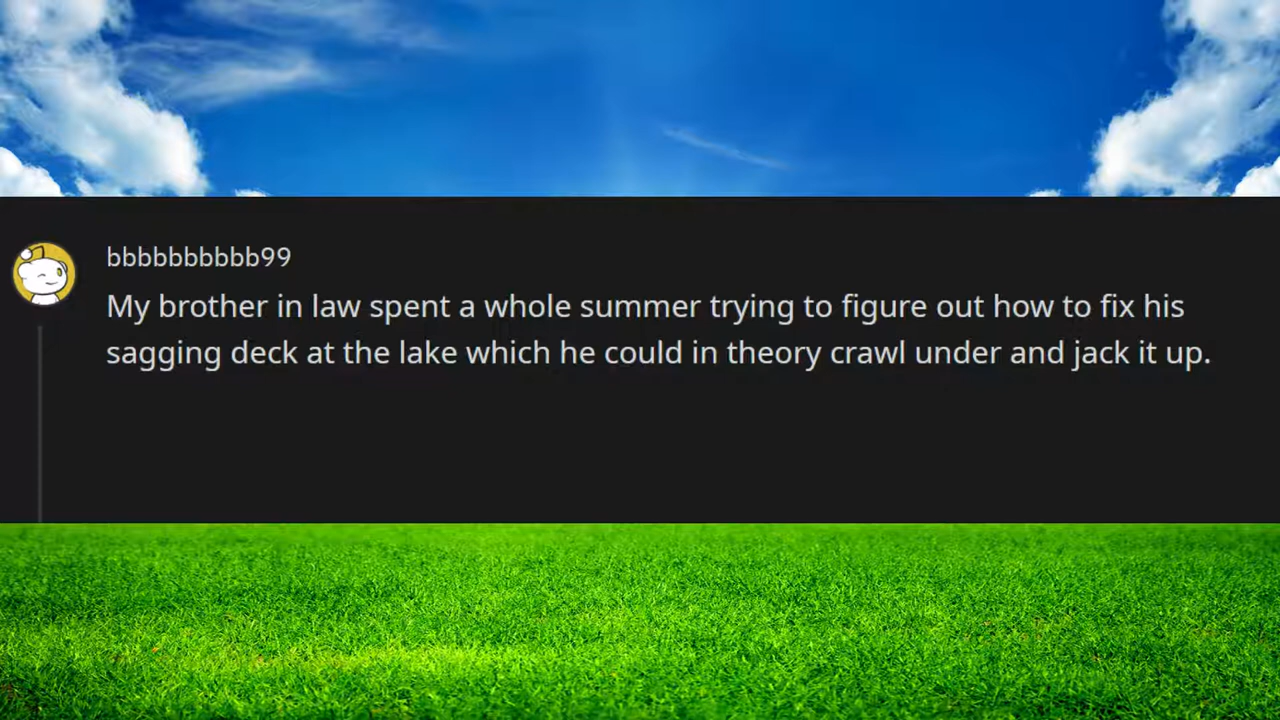 bbbbbbbbbb99
My brother in law spent a whole summer trying to figure out how to fix his
sagging deck at the lake which he could in theory crawl under and jack it up.